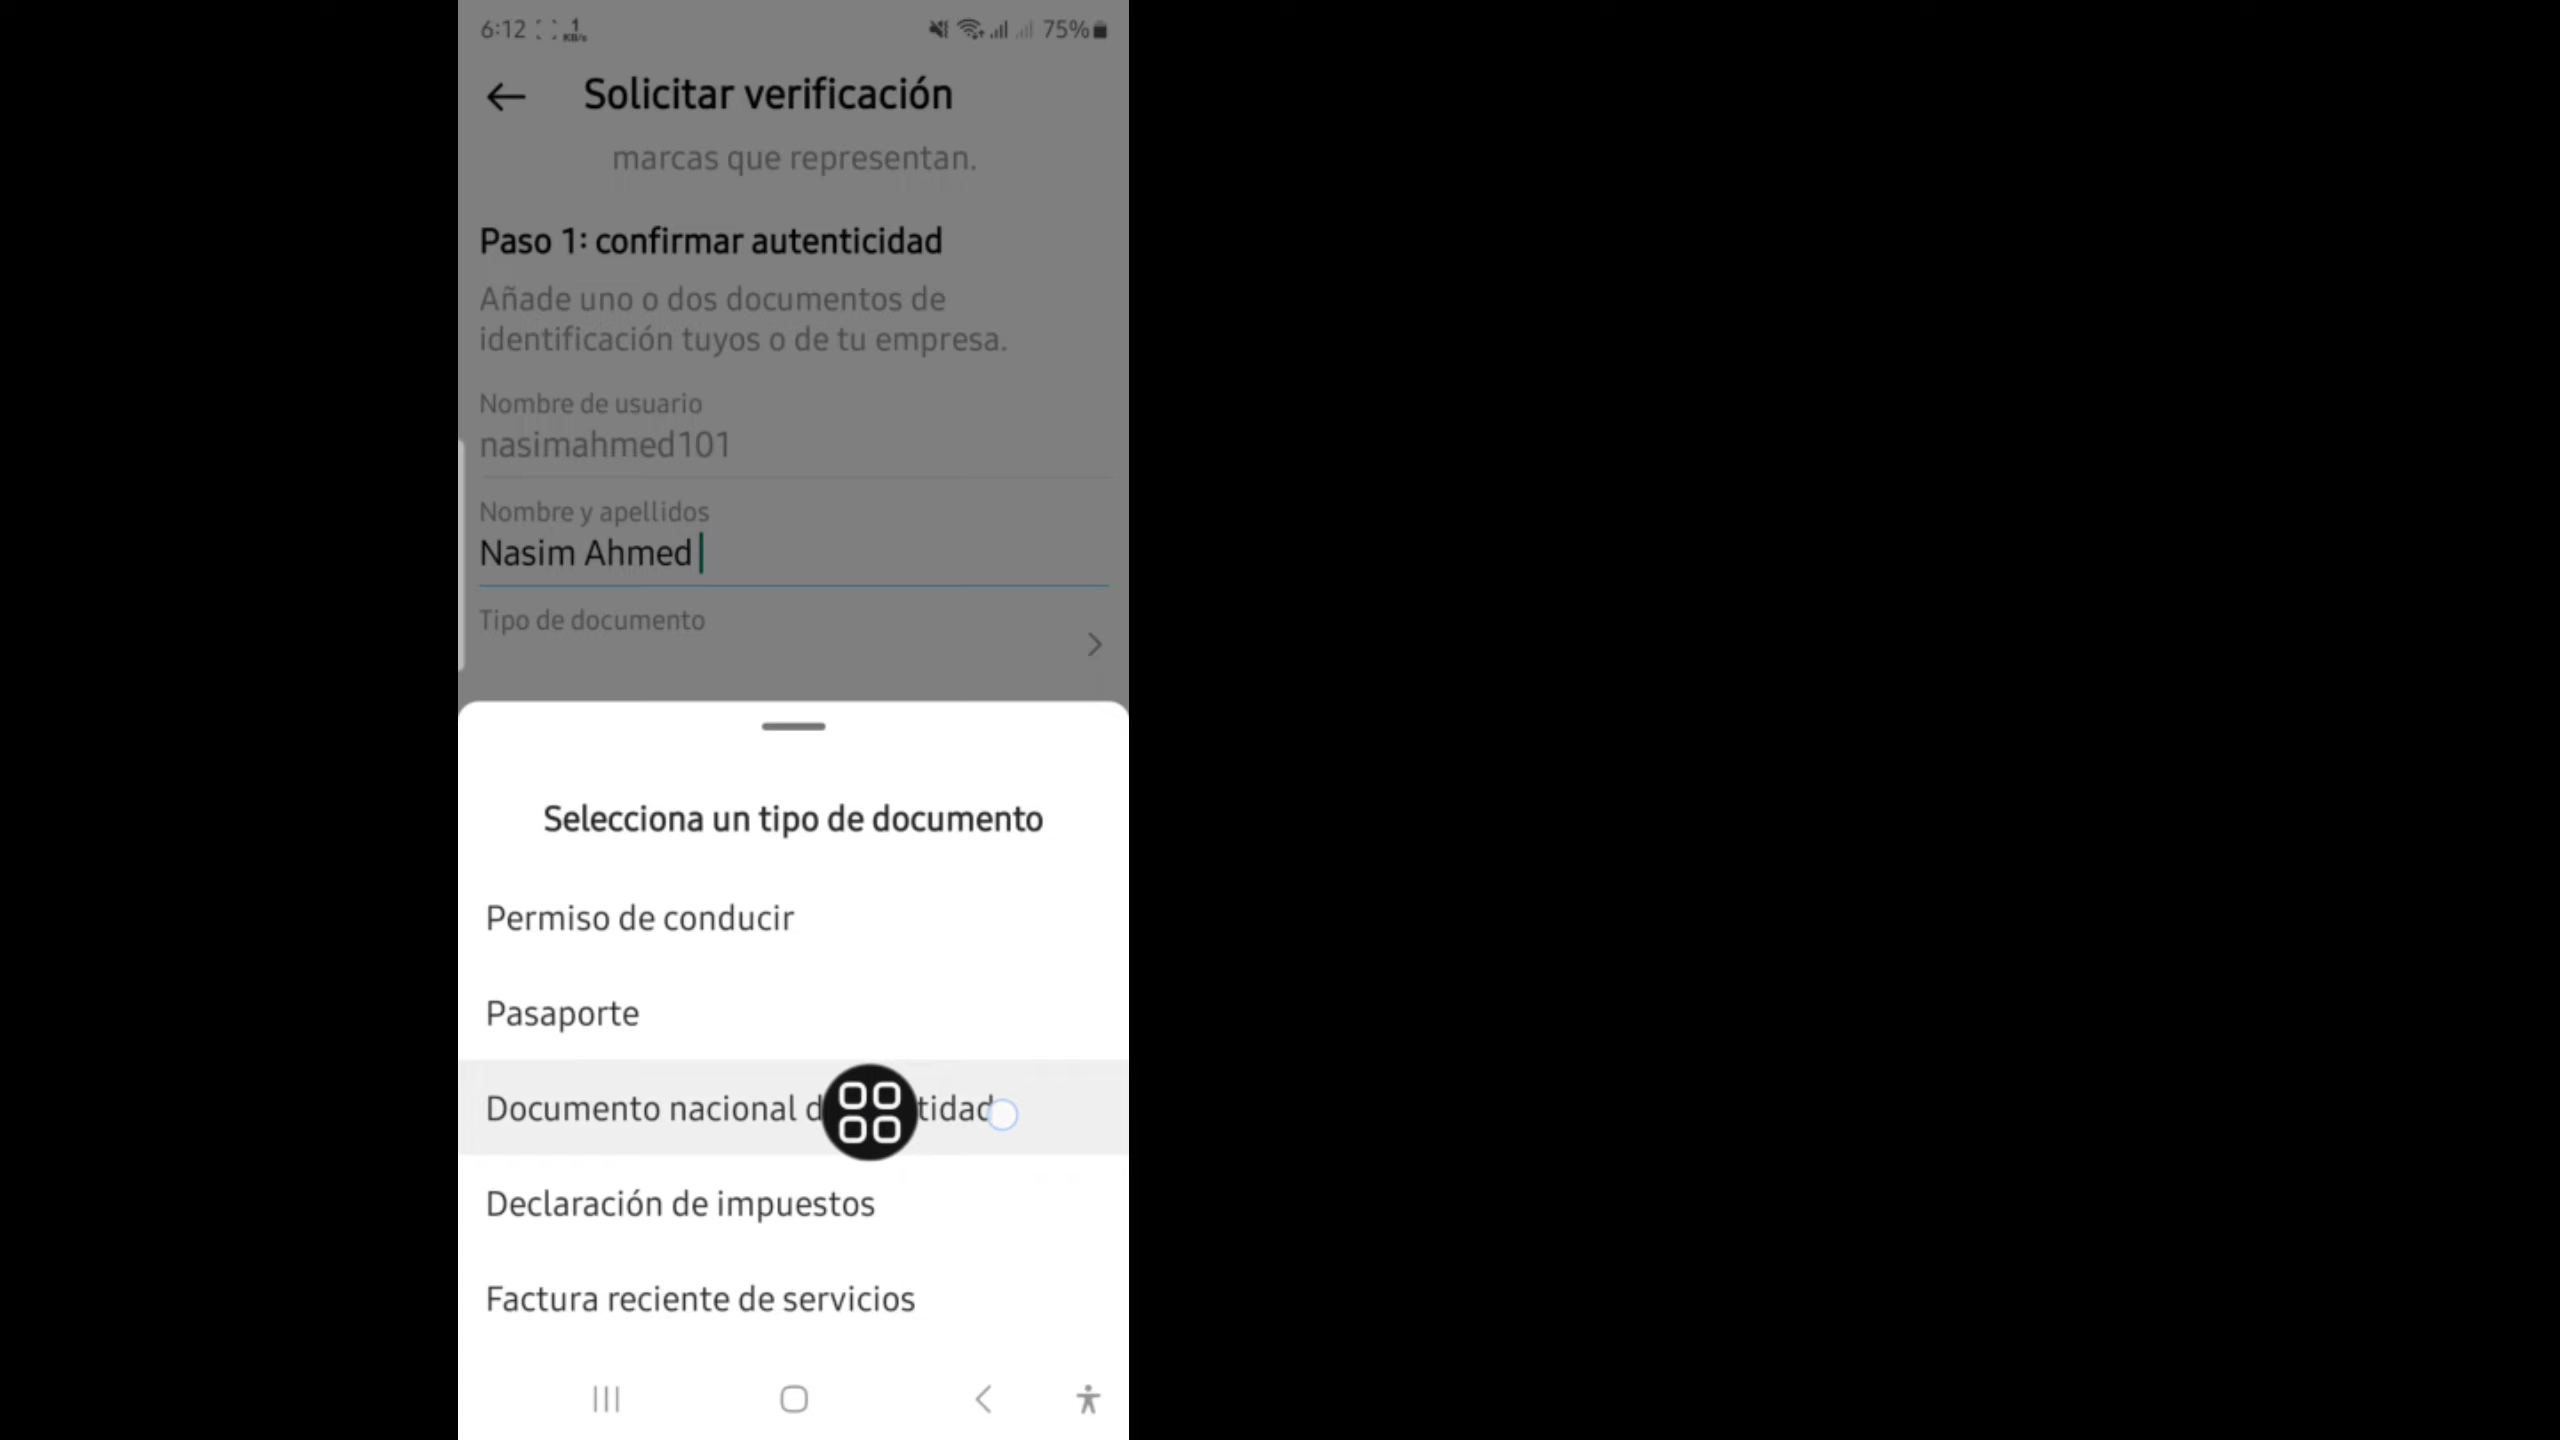 6:12 1 KB/s 75%
Solicitar verificación
marcas que representan.
Paso 1: confirmar autenticidad
Añade uno o dos documentos de
identificación tuyos o de tu empresa.
Nombre de usuario
nasimahmed101
Nombre y apellidos
Nasim Ahmed
Tipo de documento
Selecciona un tipo de documento
Permiso de conducir
Pasaporte
Documento nacional d tidad
Declaración de impuestos
Factura reciente de servicios